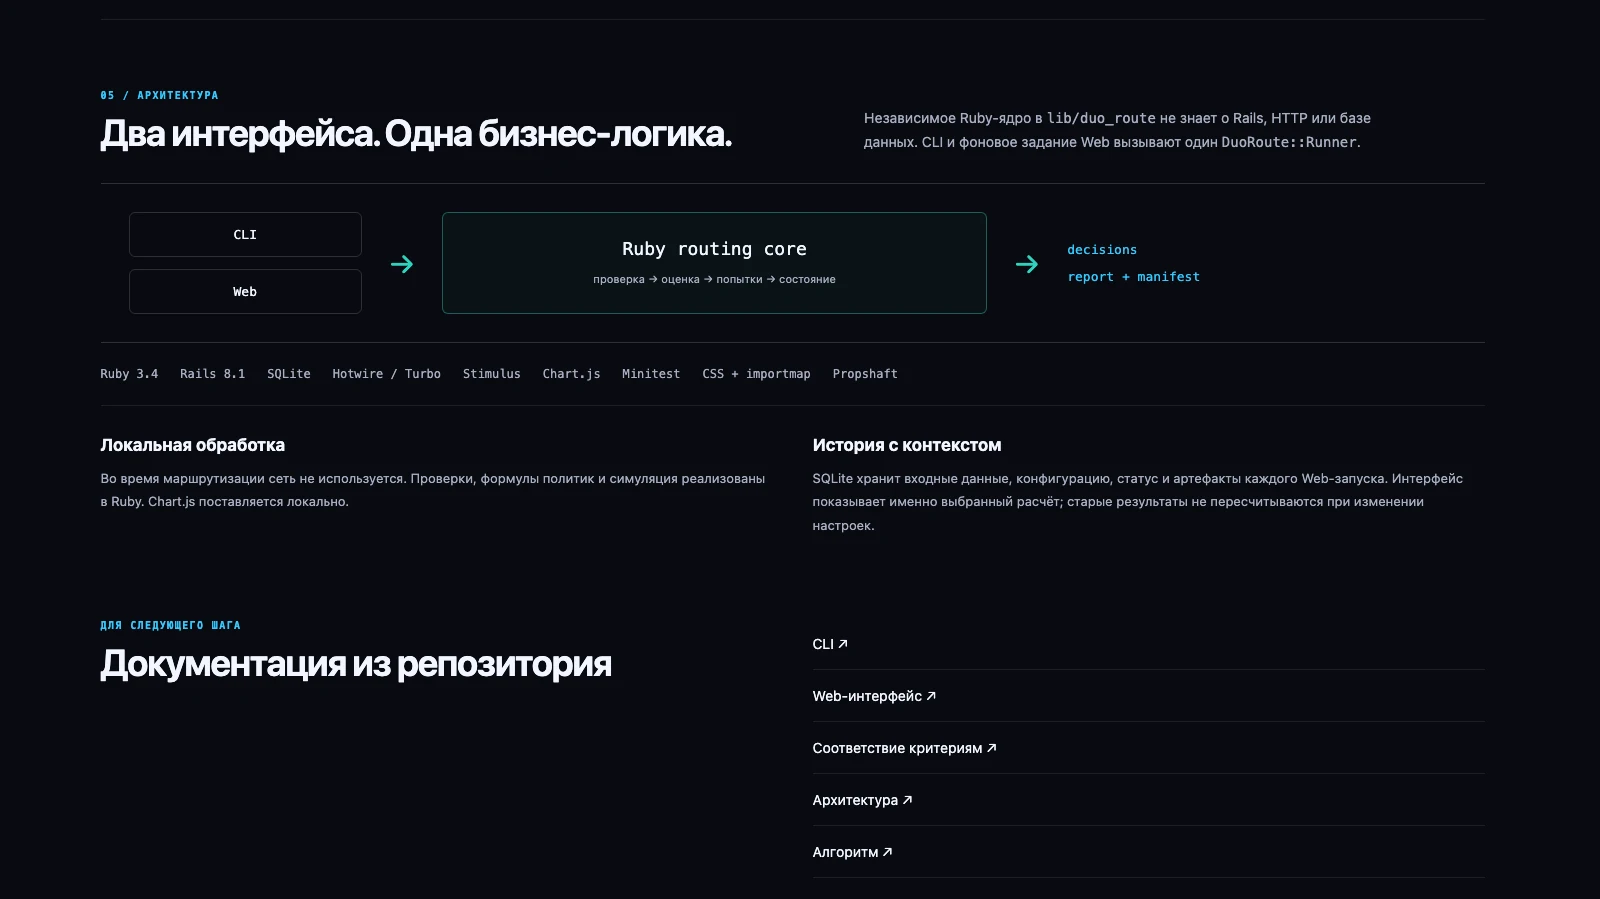 05 / АРХИТЕКТУРА
Два интерфейса. Одна бизнес-логика.
Независимое Ruby-ядро в lib/duo_route не знает о Rails, HTTP или базе
данных. CLI и фоновое задание Web вызывают один DuoRoute::Runner.
CLI
Web
→
Ruby routing core
проверка → оценка → попытки → состояние
→
decisions
report + manifest
Ruby 3.4 Rails 8.1 SQLite Hotwire / Turbo Stimulus Chart.js Minitest CSS + importmap Propshaft
Локальная обработка
Во время маршрутизации сеть не используется. Проверки, формулы политик и симуляция реализованы
в Ruby. Chart.js поставляется локально.
История с контекстом
SQLite хранит входные данные, конфигурацию, статус и артефакты каждого Web-запуска. Интерфейс
показывает именно выбранный расчёт; старые результаты не пересчитываются при изменении
настроек.
ДЛЯ СЛЕДУЮЩЕГО ШАГА
Документация из репозитория
CLI ↗
Web-интерфейс ↗
Соответствие критериям ↗
Архитектура ↗
Алгоритм ↗